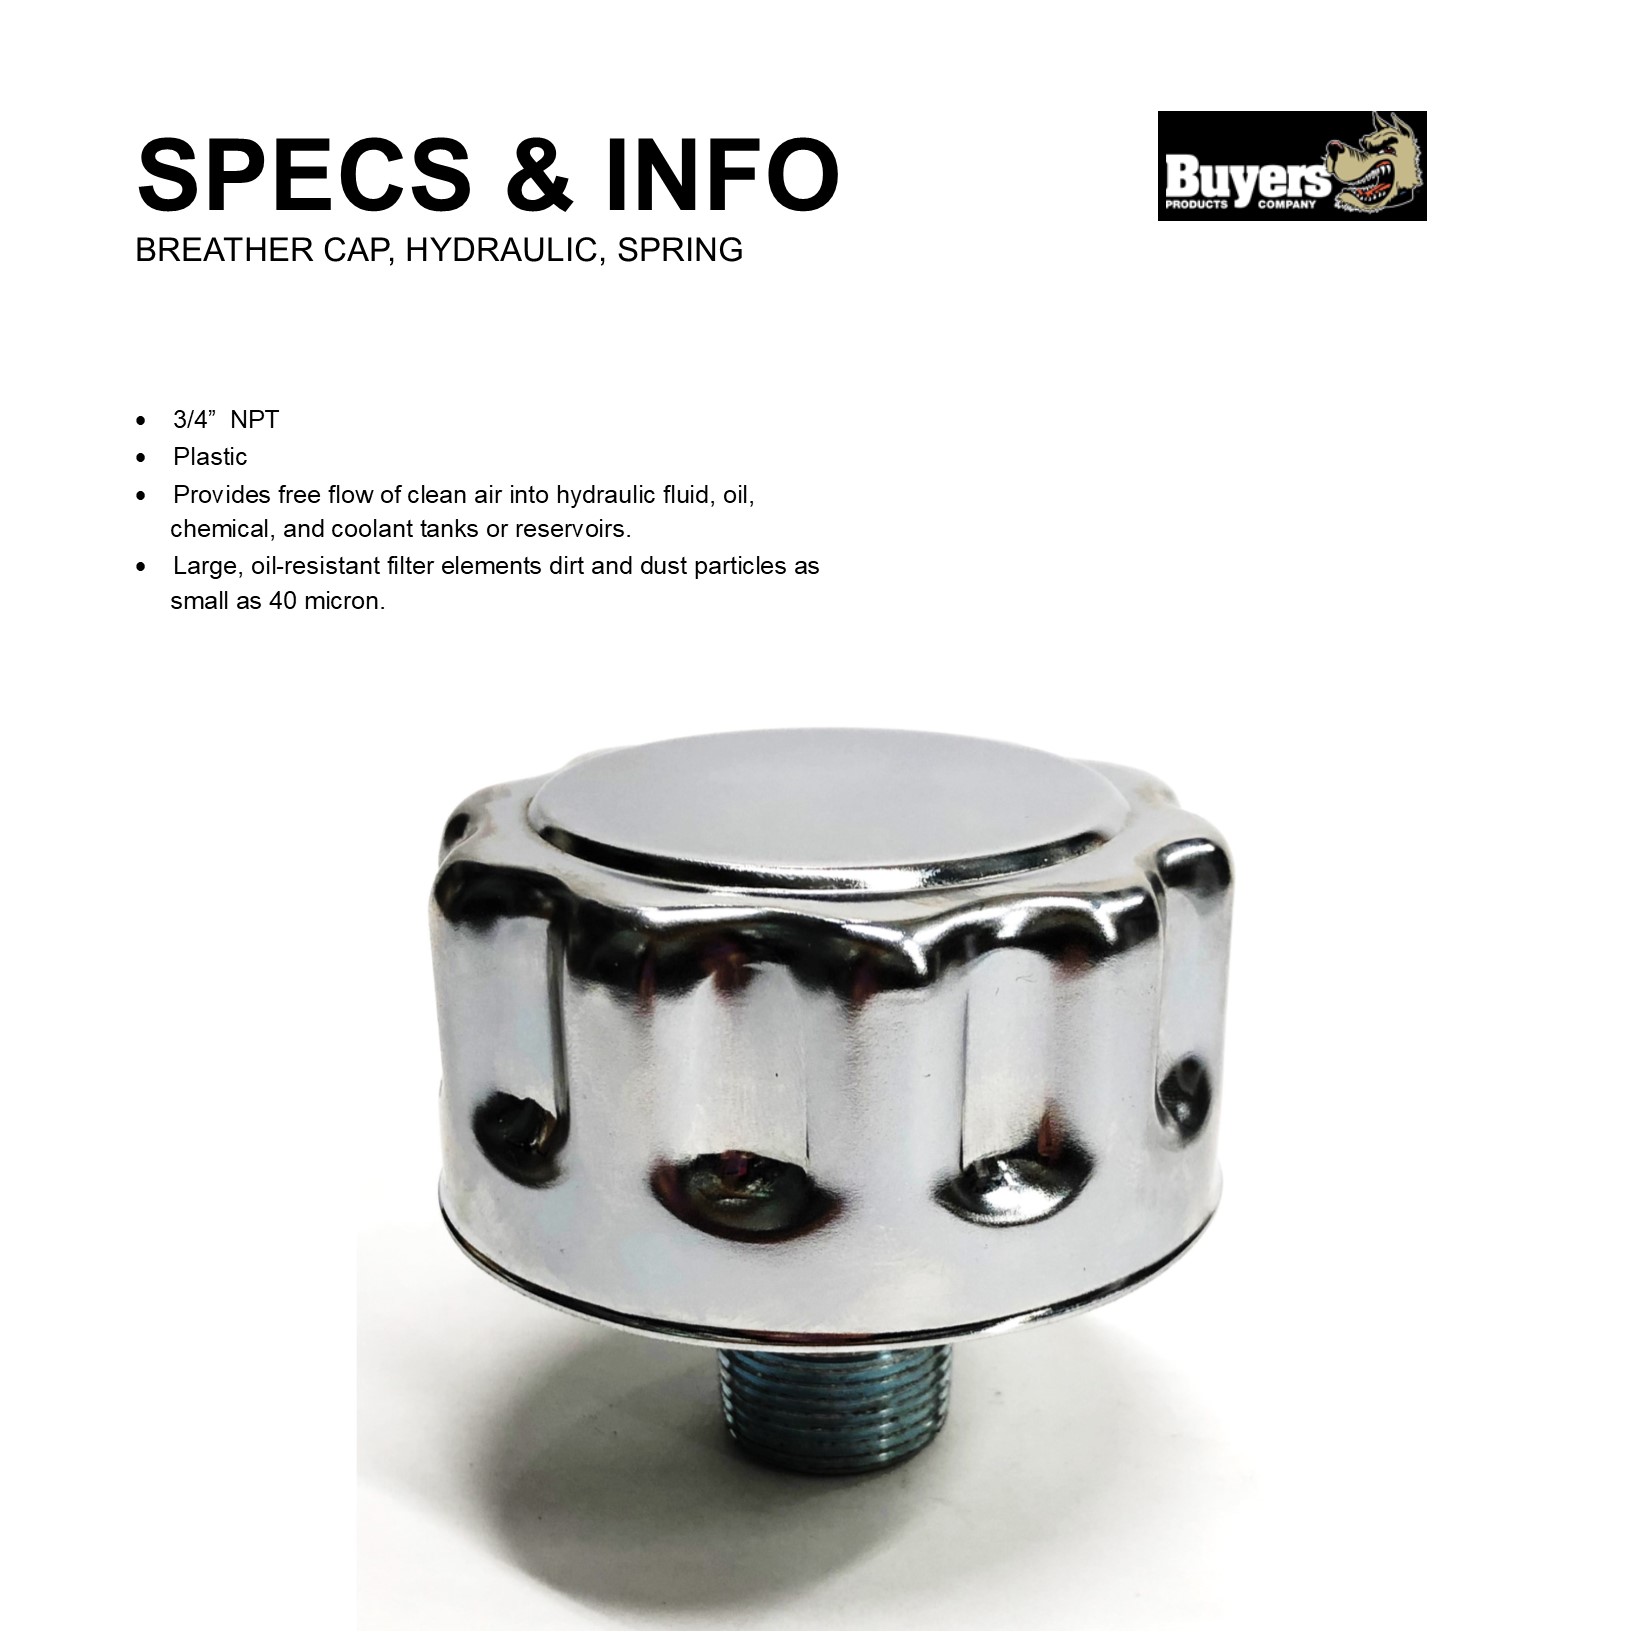 SPECS & INFO
BREATHER CAP, HYDRAULIC, SPRING
Buyers
PRODUCTS COMPANY
• 3/4” NPT
• Plastic
• Provides free flow of clean air into hydraulic fluid, oil,
chemical, and coolant tanks or reservoirs.
• Large, oil-resistant filter elements dirt and dust particles as
small as 40 micron.